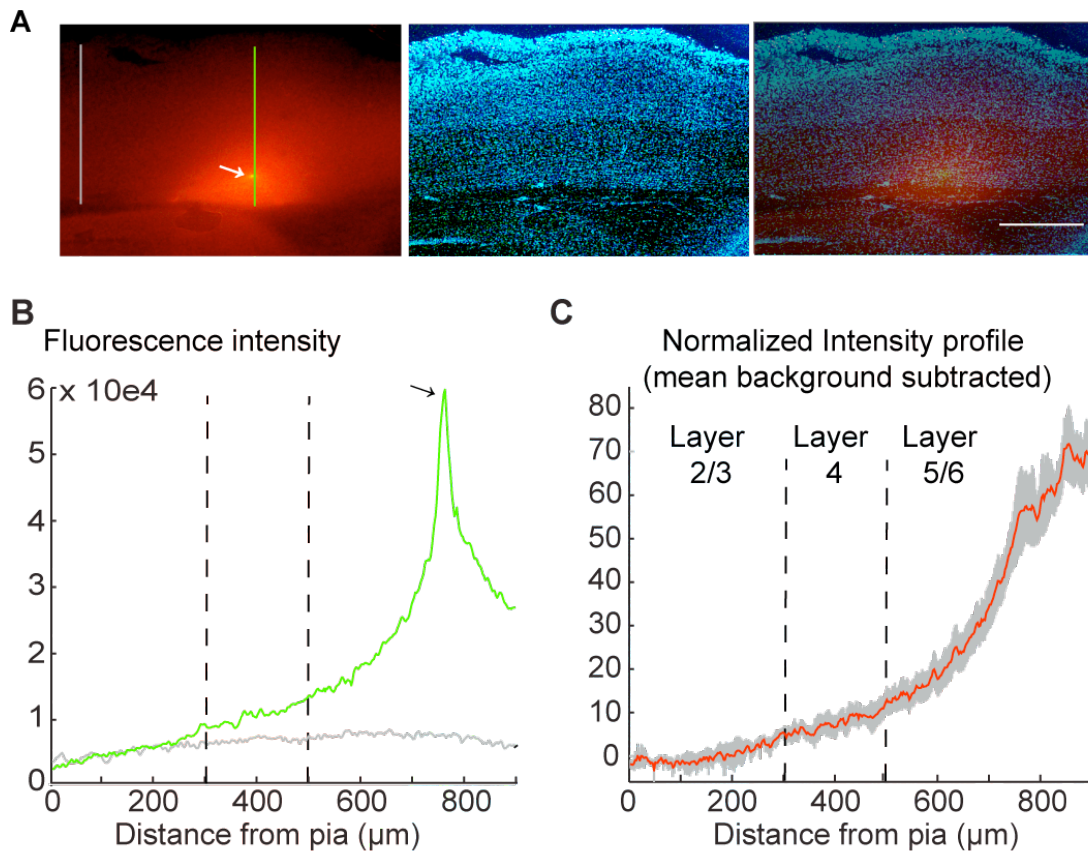 A
B
Fluorescence intensity
x 10e4
6
5
4
3
2
1
0
0 200 400 600 800
Distance from pia (µm)
C
Normalized Intensity profile
(mean background subtracted)
Layer 2/3
Layer 4
Layer 5/6
80
70
60
50
40
30
20
10
0
0 200 400 600 800
Distance from pia (µm)